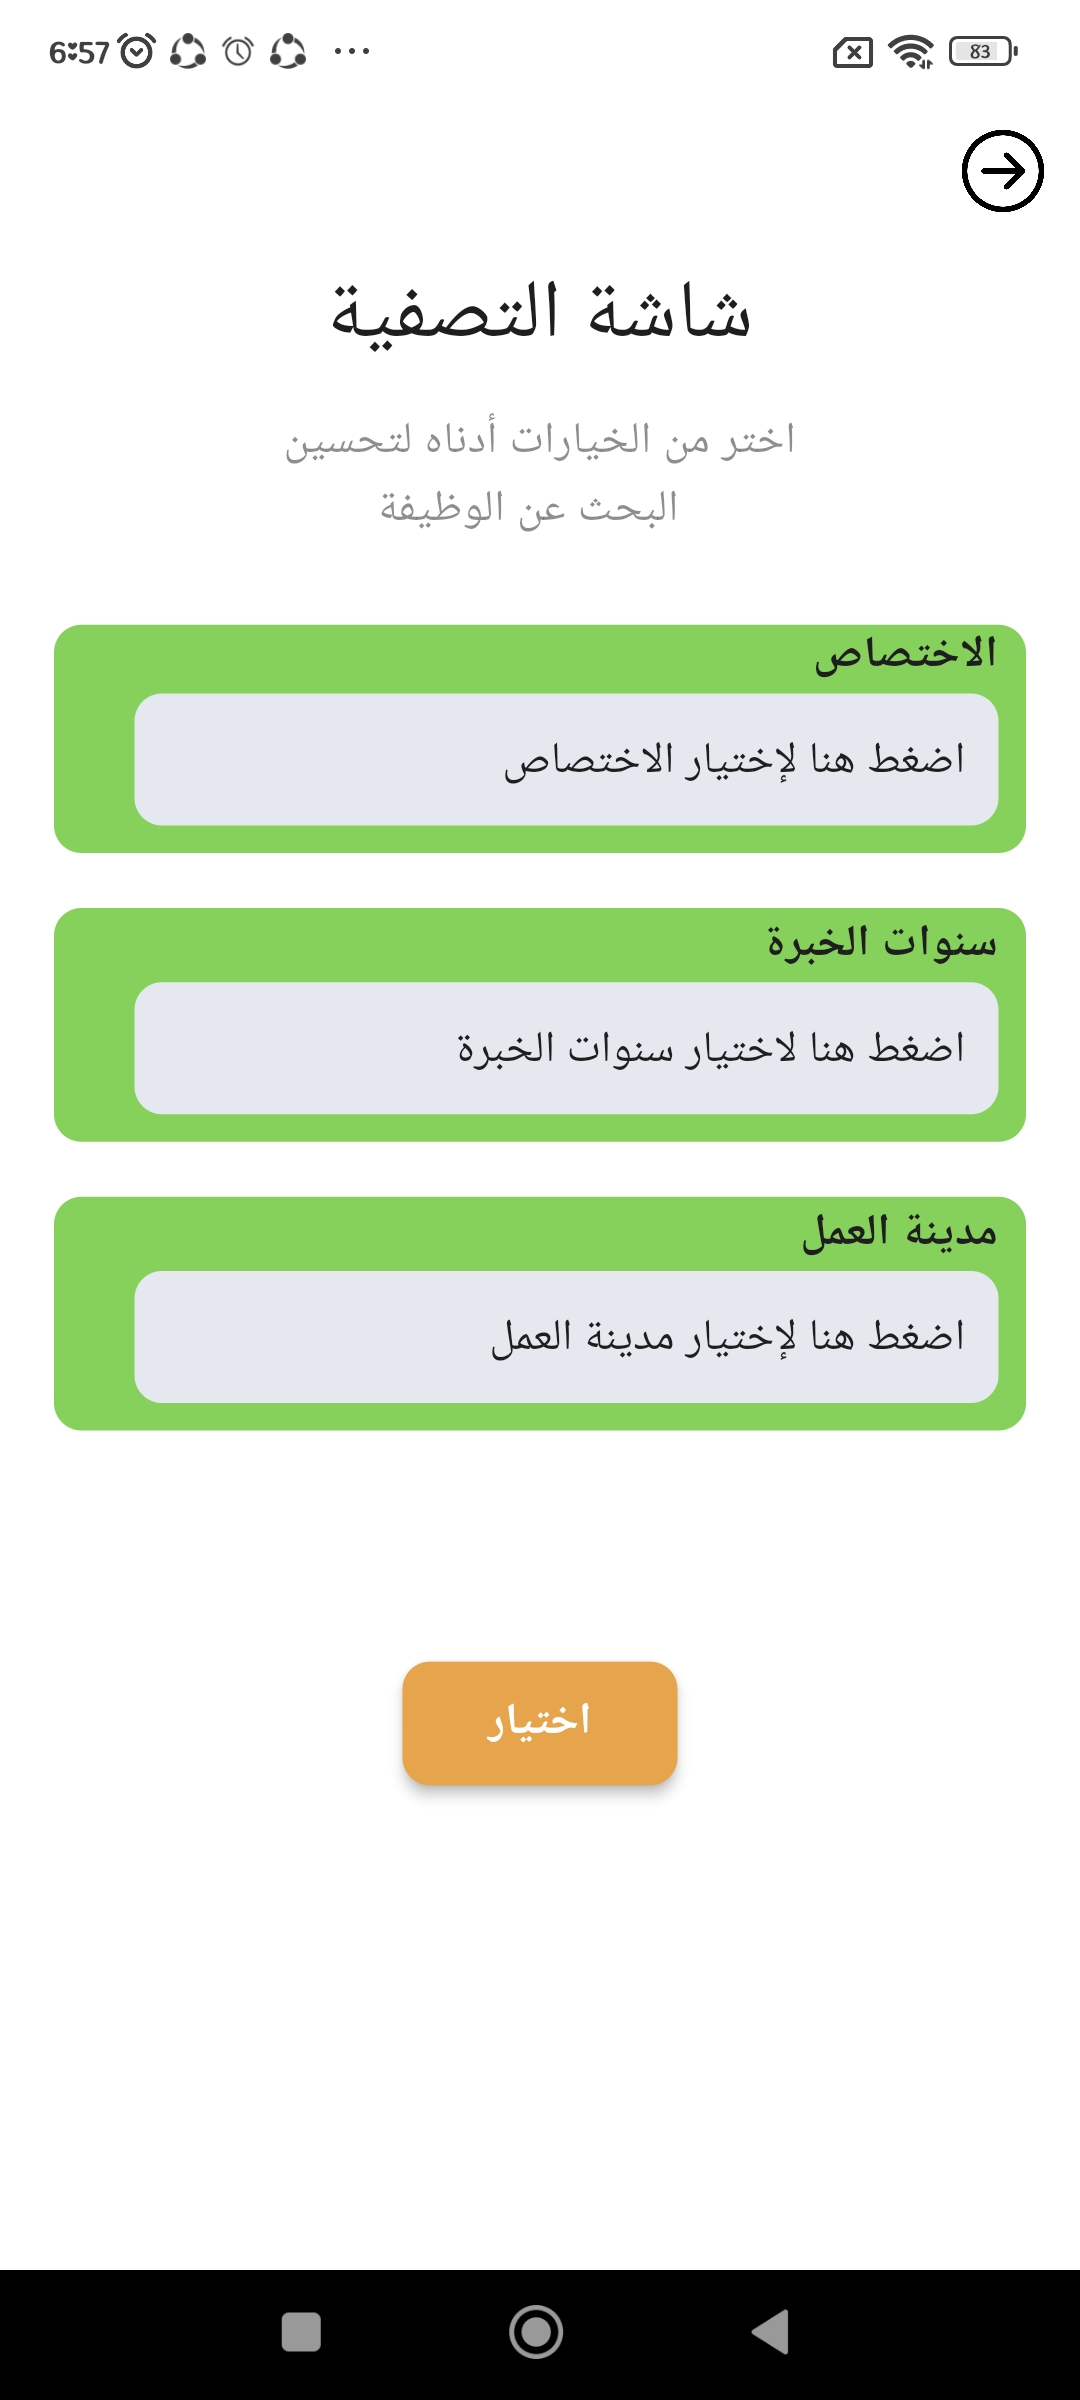 6:57
83
شاشة التصفية
اختر من الخيارات أدناه لتحسين
البحث عن الوظيفة
الاختصاص
اضغط هنا لإختيار الاختصاص
سنوات الخبرة
اضغط هنا لاختيار سنوات الخبرة
مدينة العمل
اضغط هنا لإختيار مدينة العمل
اختيار